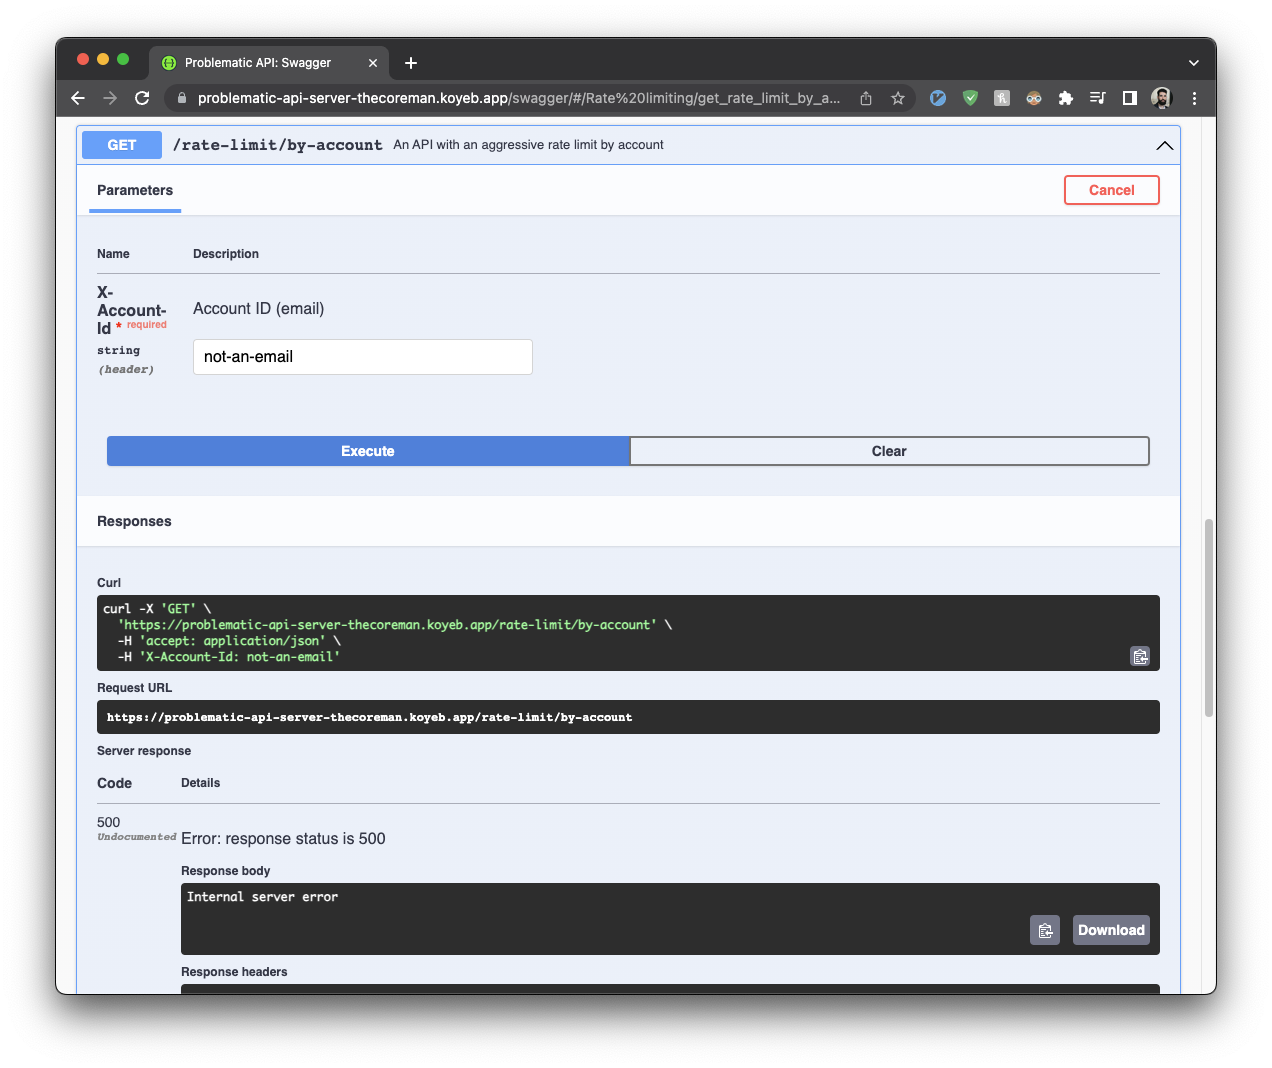 Problematic API: Swagger
problematic-api-server-thecoreman.koyeb.app/swagger/#/Rate%20limiting/get_rate_limit_by_a...
GET /rate-limit/by-account An API with an aggressive rate limit by account
Parameters
Cancel
Name Description
X-
Account-
Id * required
string
(header)
Account ID (email)
not-an-email
Execute Clear
Responses
Curl
curl -X 'GET' \
'https://problematic-api-server-thecoreman.koyeb.app/rate-limit/by-account' \
-H 'accept: application/json' \
-H 'X-Account-Id: not-an-email'
Request URL
https://problematic-api-server-thecoreman.koyeb.app/rate-limit/by-account
Server response
Code Details
500
Undocumented
Error: response status is 500
Response body
Internal server error
Download
Response headers